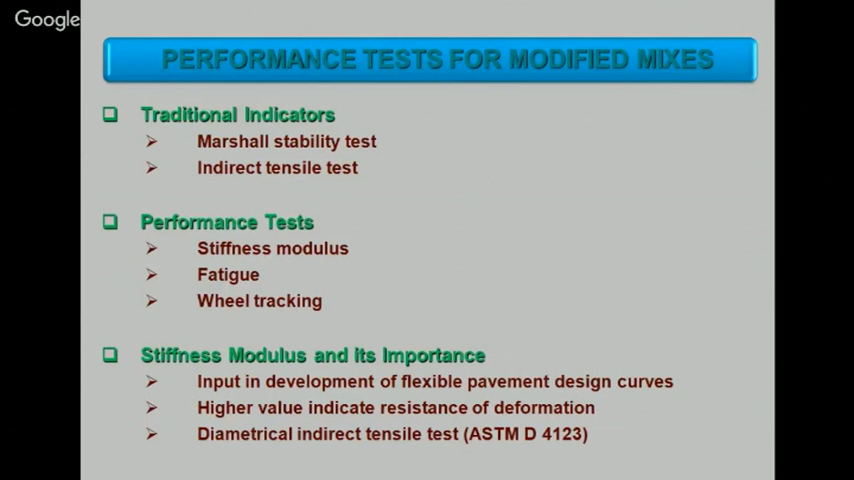 Google
PERFORMANCE TESTS FOR MODIFIED MIXES
Traditional Indicators
Marshall stability test
Indirect tensile test
Performance Tests
Stiffness modulus
Fatigue
Wheel tracking
Stiffness Modulus and its Importance
Input in development of flexible pavement design curves
Higher value indicate resistance of deformation
Diametrical indirect tensile test (ASTM D 4123)